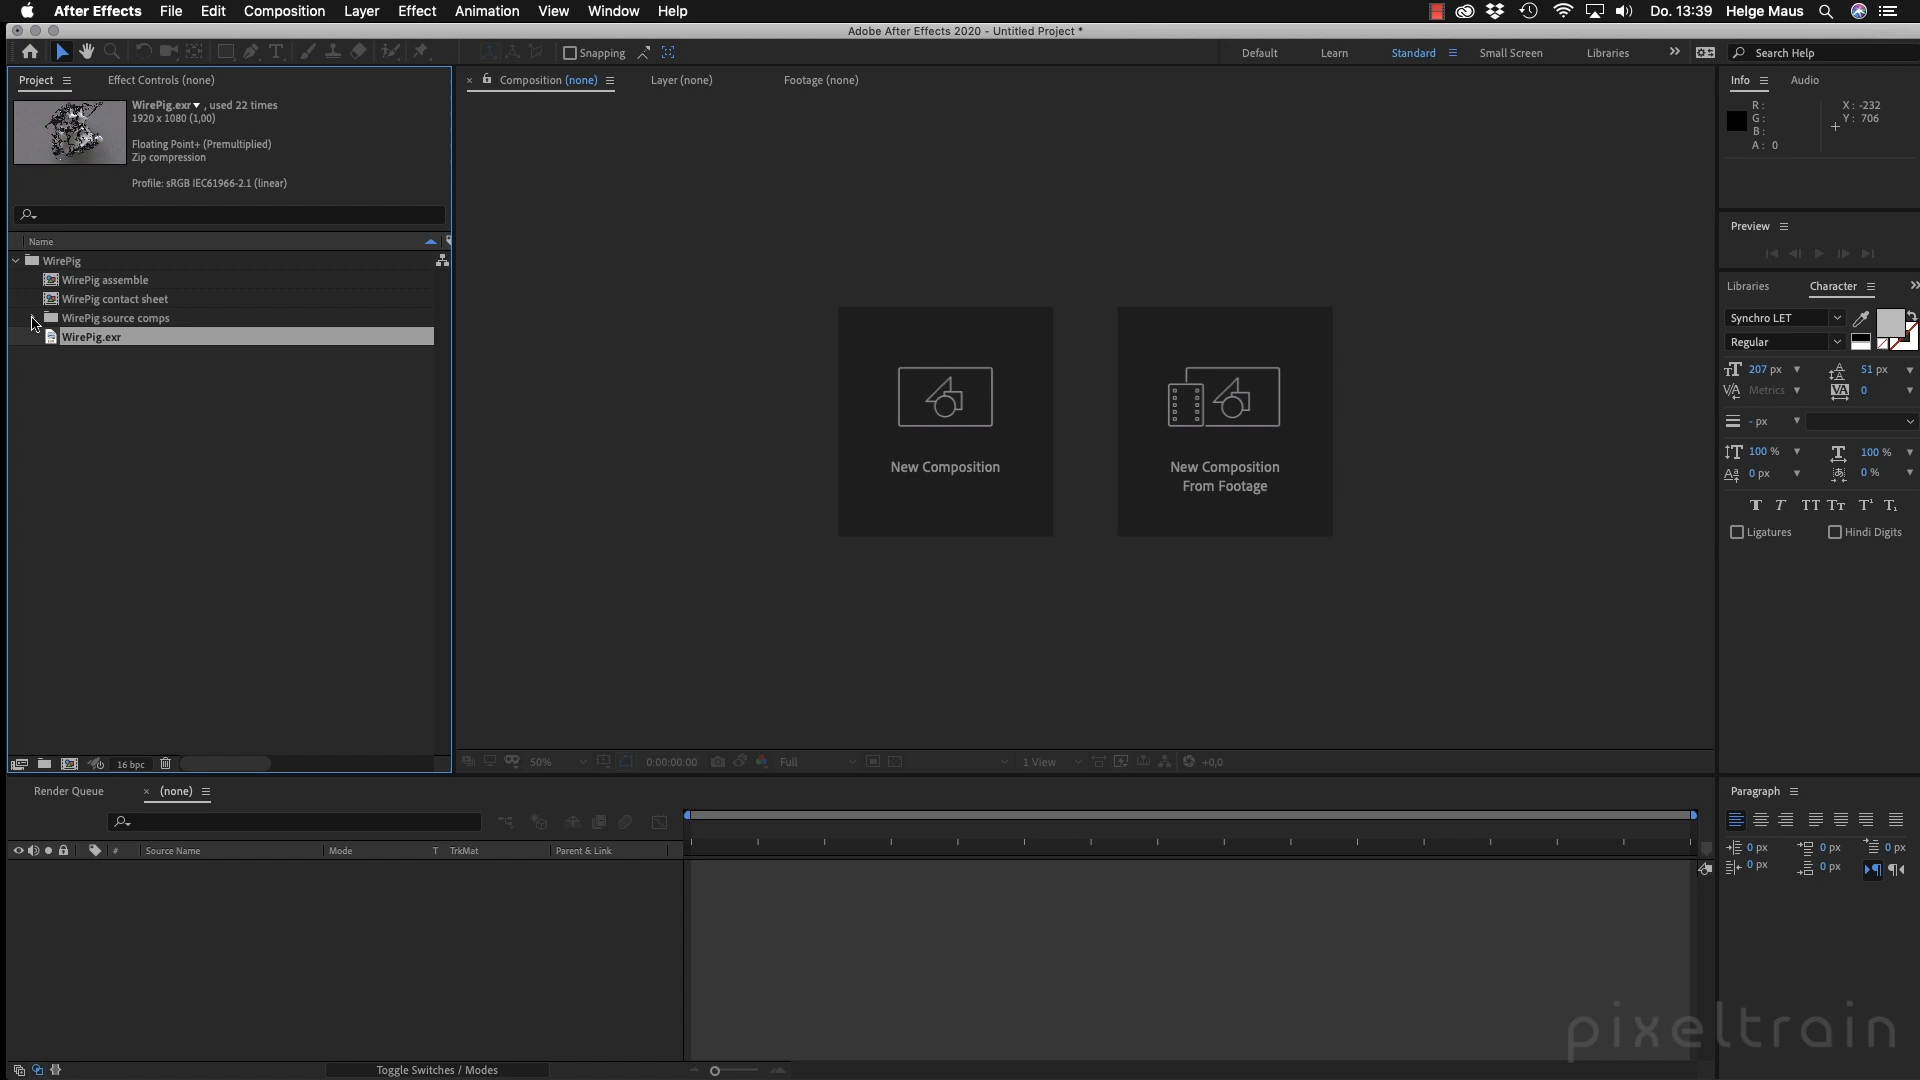 After Effects File Edit Composition Layer Effect Animation View Window Help Do. 13:39 Helge Maus
Adobe After Effects 2020 - Untitled Project *
Snapping Default Learn Standard Small Screen Libraries Search Help
Project Effect Controls (none)
Composition (none) Layer (none) Footage (none)
WirePig.exr , used 22 times
1920 x 1080 (1,00)
Floating Point+ (Premultiplied)
Zip compression
Profile: sRGB IEC61966-2.1 (linear)
Name
WirePig
WirePig assemble
WirePig contact sheet
WirePig source comps
WirePig.exr
16 bpc
New Composition
New Composition
From Footage
50% 0:00:00:00 Full 1 View +0,0
Info Audio
R: X: -232
G: Y: 706
B:
A: 0
Preview
Libraries Character
Synchro LET
Regular
207 px 51 px
Metrics 0
- px
100 % 100 %
0 px 0 %
Ligatures Hindi Digits
Render Queue (none)
# Source Name Mode T TrkMat Parent & Link
Toggle Switches / Modes
Paragraph
0 px 0 px 0 px
0 px 0 px
pixeltrain